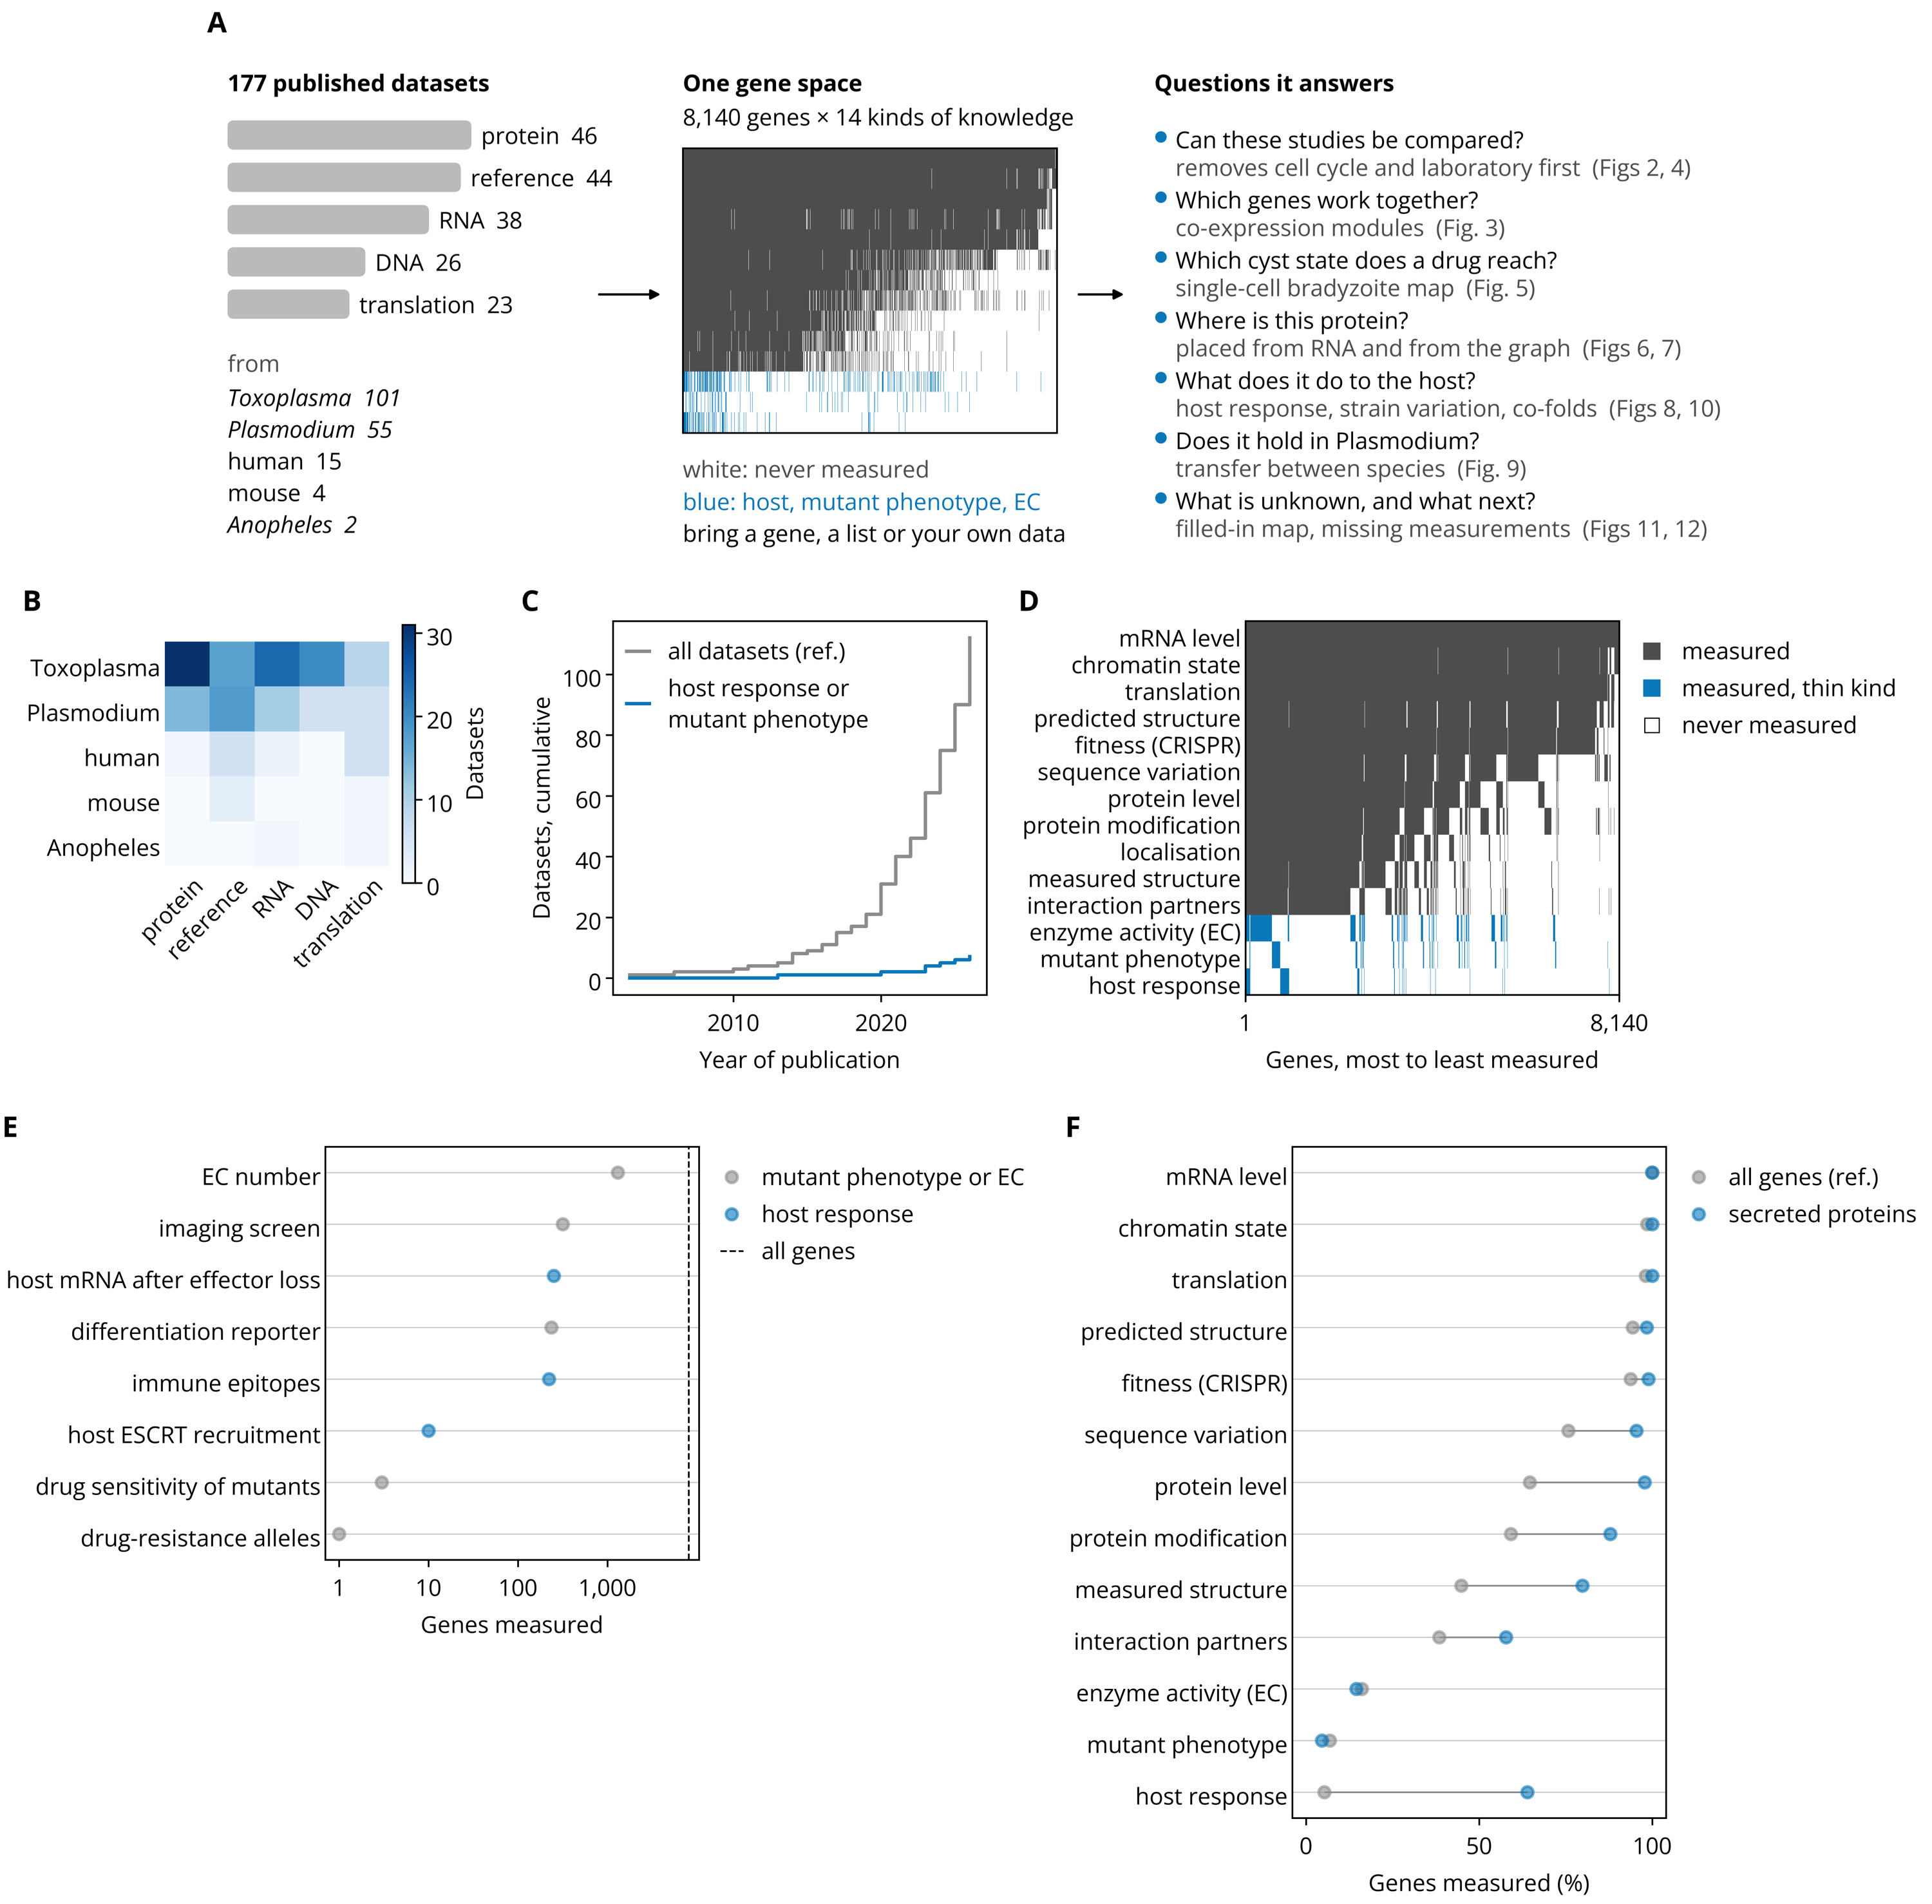 A
177 published datasets
protein 46
reference 44
RNA 38
DNA 26
translation 23
from
Toxoplasma 101
Plasmodium 55
human 15
mouse 4
Anopheles 2
One gene space
8,140 genes × 14 kinds of knowledge
white: never measured
blue: host, mutant phenotype, EC
bring a gene, a list or your own data
Questions it answers
Can these studies be compared?
removes cell cycle and laboratory first (Figs 2, 4)
Which genes work together?
co-expression modules (Fig. 3)
Which cyst state does a drug reach?
single-cell bradyzoite map (Fig. 5)
Where is this protein?
placed from RNA and from the graph (Figs 6, 7)
What does it do to the host?
host response, strain variation, co-folds (Figs 8, 10)
Does it hold in Plasmodium?
transfer between species (Fig. 9)
What is unknown, and what next?
filled-in map, missing measurements (Figs 11, 12)
B
Toxoplasma
Plasmodium
human
mouse
Anopheles
protein
reference
RNA
DNA
translation
30
20
10
0
Datasets
C
all datasets (ref.)
host response or
mutant phenotype
100
80
60
40
20
0
Datasets, cumulative
2010
2020
Year of publication
D
mRNA level
chromatin state
translation
predicted structure
fitness (CRISPR)
sequence variation
protein level
protein modification
localisation
measured structure
interaction partners
enzyme activity (EC)
mutant phenotype
host response
1
8,140
Genes, most to least measured
measured
measured, thin kind
never measured
E
EC number
imaging screen
host mRNA after effector loss
differentiation reporter
immune epitopes
host ESCRT recruitment
drug sensitivity of mutants
drug-resistance alleles
1
10
100
1,000
Genes measured
mutant phenotype or EC
host response
all genes
F
mRNA level
chromatin state
translation
predicted structure
fitness (CRISPR)
sequence variation
protein level
protein modification
measured structure
interaction partners
enzyme activity (EC)
mutant phenotype
host response
0
50
100
Genes measured (%)
all genes (ref.)
secreted proteins